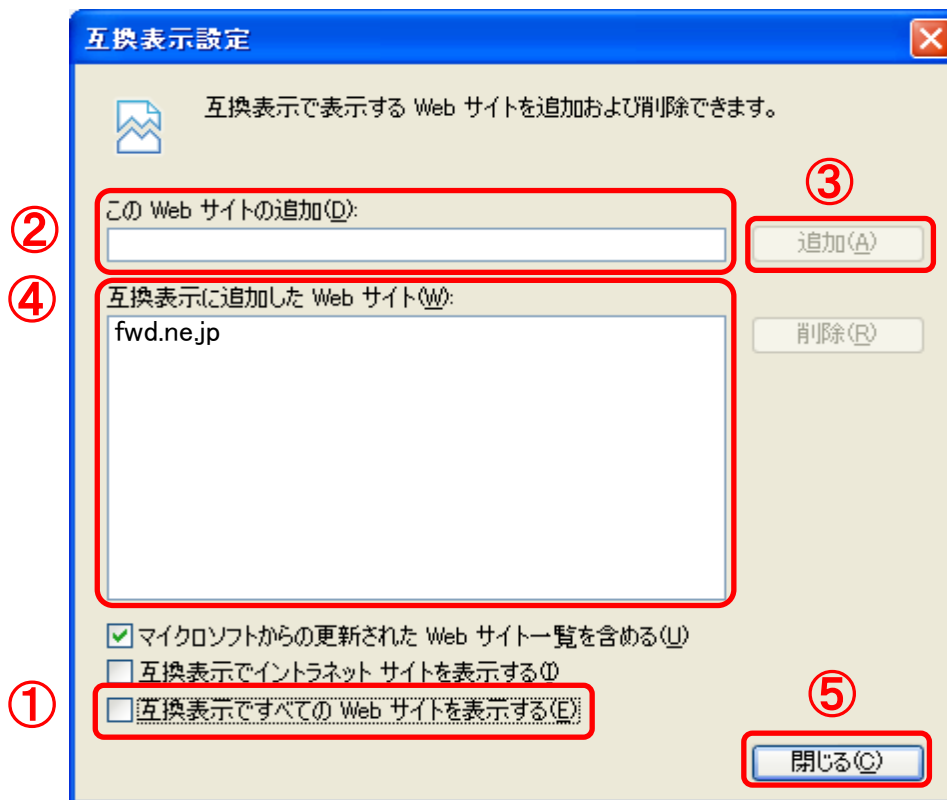 互換表示設定
互換表示で表示する Web サイトを追加および削除できます。
③
② この Web サイトの追加(D):
追加(A)
④ 互換表示に追加した Web サイト(W):
fwd.ne.jp
削除(R)
マイクロソフトからの更新された Web サイト一覧を含める(U)
互換表示でイントラネット サイトを表示する(I)
① 互換表示ですべての Web サイトを表示する(E)
⑤
閉じる(C)